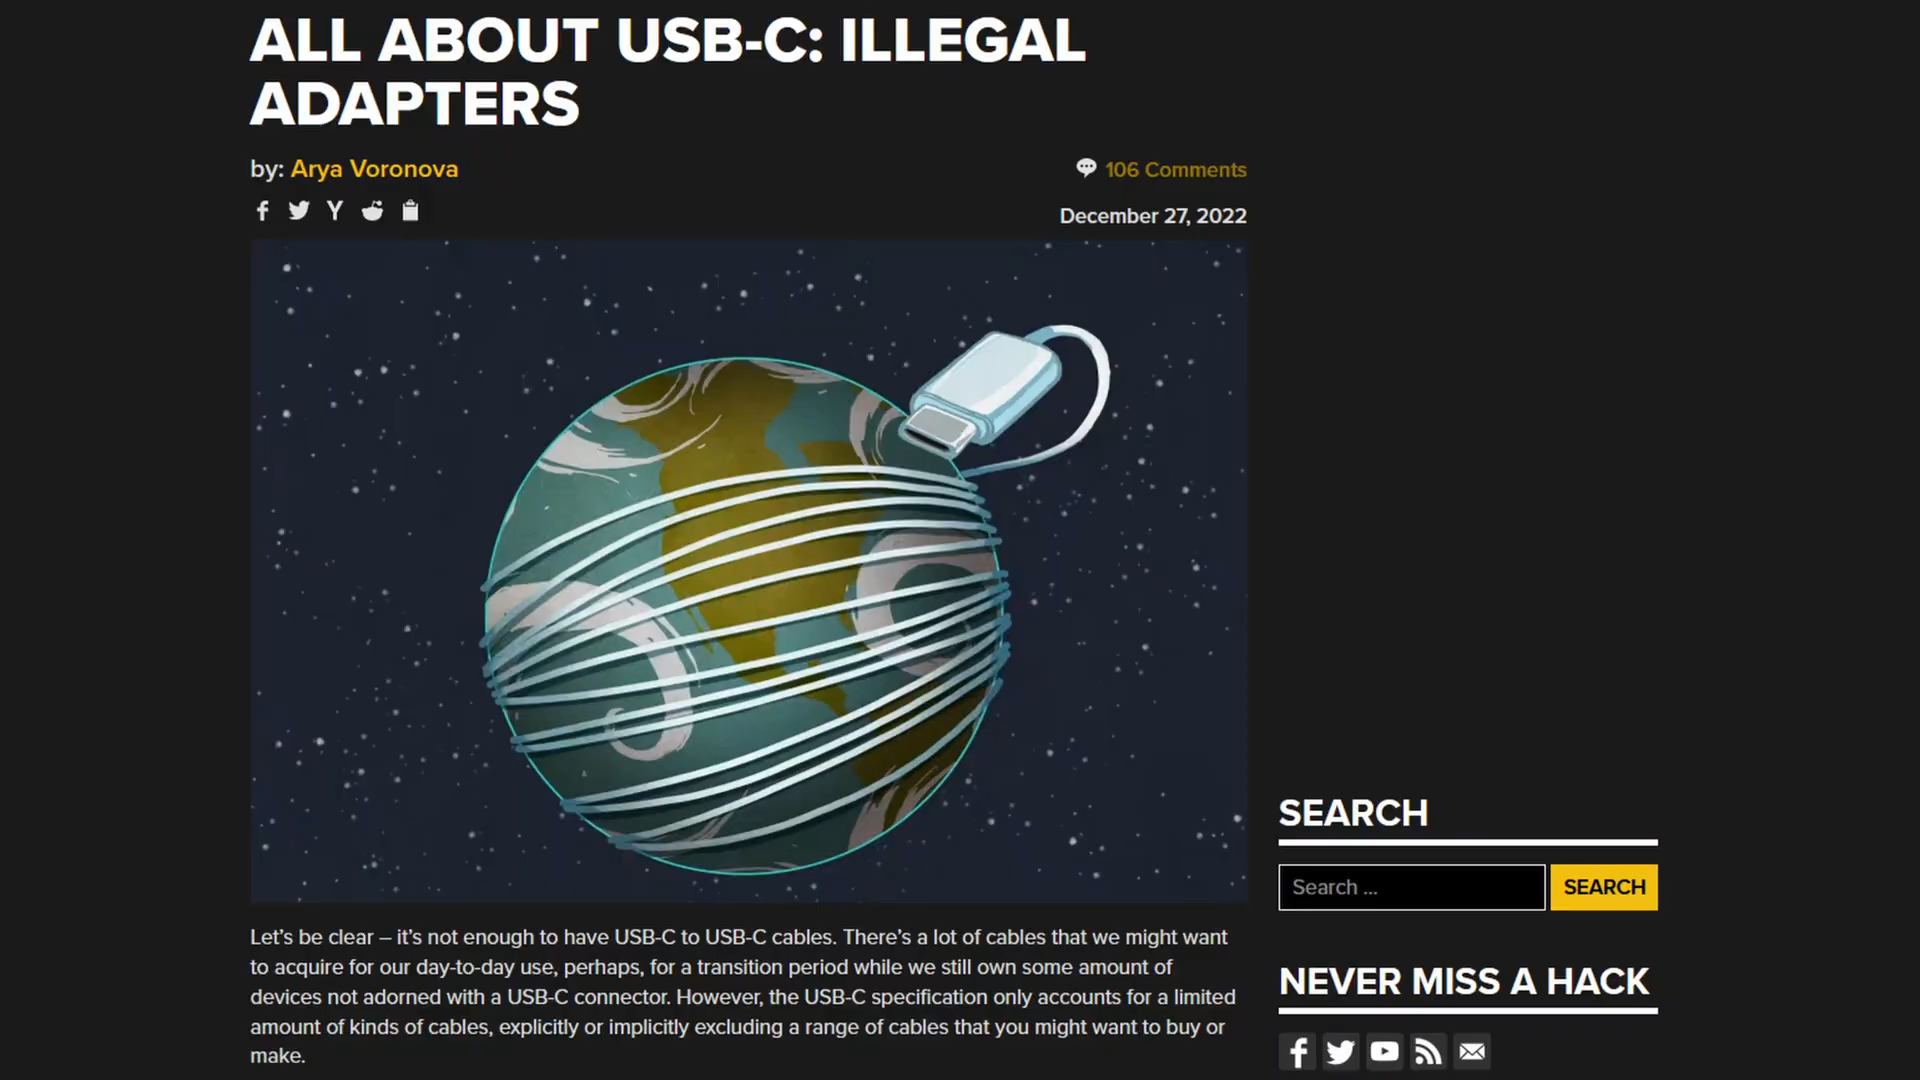 ALL ABOUT USB-C: ILLEGAL
ADAPTERS
by: Arya Voronova
106 Comments
December 27, 2022
Let's be clear – it's not enough to have USB-C to USB-C cables. There's a lot of cables that we might want
to acquire for our day-to-day use, perhaps, for a transition period while we still own some amount of
devices not adorned with a USB-C connector. However, the USB-C specification only accounts for a limited
amount of kinds of cables, explicitly or implicitly excluding a range of cables that you might want to buy or
make.
SEARCH
Search ...
SEARCH
NEVER MISS A HACK